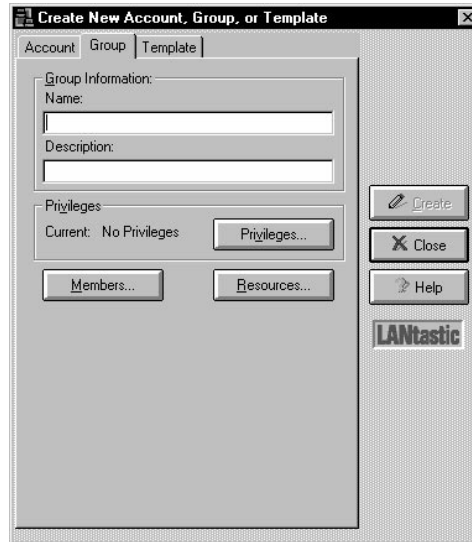 Create New Account, Group, or Template
Account Group Template
Group Information:
Name:
Description:
Privileges
Current: No Privileges Privileges...
Members... Resources...
Create
Close
Help
LANtastic